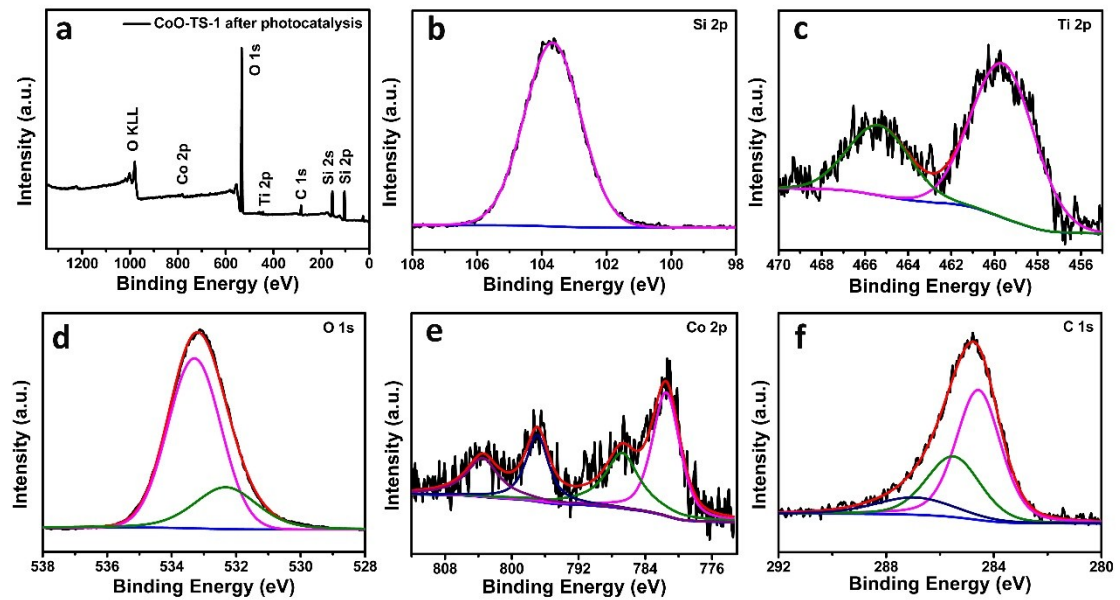 a
CoO-TS-1 after photocatalysis
O KLL
Co 2p
O 1s
Ti 2p
C 1s
Si 2s
Si 2p
Intensity (a.u.)
1200 1000 800 600 400 200 0
Binding Energy (eV)
b
Si 2p
Intensity (a.u.)
108 106 104 102 100 98
Binding Energy (eV)
c
Ti 2p
Intensity (a.u.)
470 468 466 464 462 460 458 456
Binding Energy (eV)
d
O 1s
Intensity (a.u.)
538 536 534 532 530 528
Binding Energy (eV)
e
Co 2p
Intensity (a.u.)
808 800 792 784 776
Binding Energy (eV)
f
C 1s
Intensity (a.u.)
292 288 284 280
Binding Energy (eV)